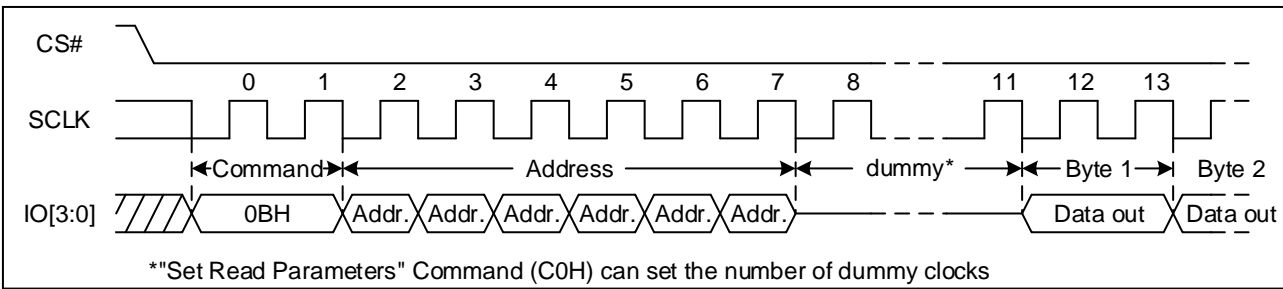 CS#
0 1 2 3 4 5 6 7 8 11 12 13
SCLK
Command Address dummy* Byte 1 Byte 2
IO[3:0] 0BH Addr. Addr. Addr. Addr. Addr. Addr. Data out Data out
*"Set Read Parameters" Command (C0H) can set the number of dummy clocks